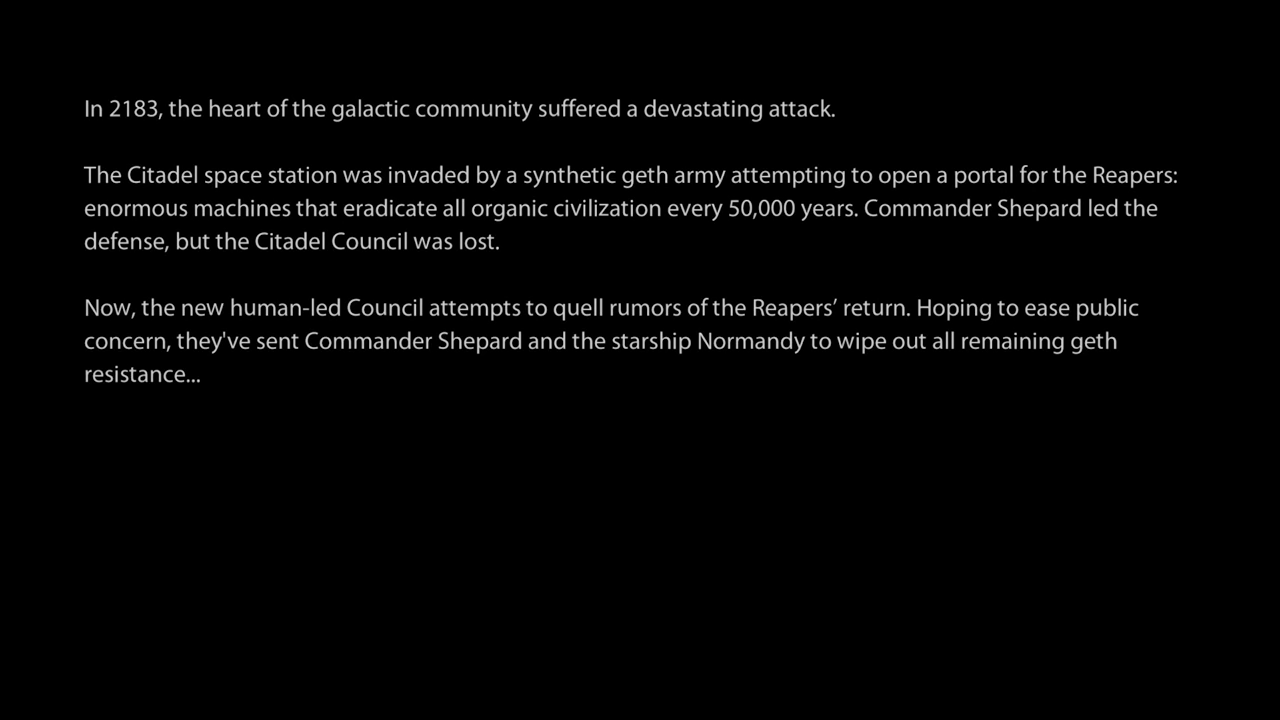 In 2183, the heart of the galactic community suffered a devastating attack.
The Citadel space station was invaded by a synthetic geth army attempting to open a portal for the Reapers:
enormous machines that eradicate all organic civilization every 50,000 years. Commander Shepard led the
defense, but the Citadel Council was lost.
Now, the new human-led Council attempts to quell rumors of the Reapers’ return. Hoping to ease public
concern, they've sent Commander Shepard and the starship Normandy to wipe out all remaining geth
resistance...